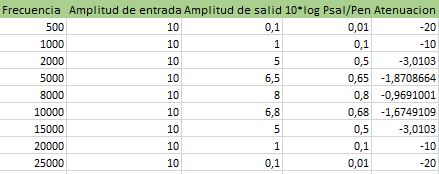 Frecuencia Amplitud de entrada Amplitud de salid 10*log Psal/Pen Atenuacion
500 10 0,1 0,01 -20
1000 10 1 0,1 -10
2000 10 5 0,5 -3,0103
5000 10 6,5 0,65 -1,8708664
8000 10 8 0,8 -0,9691001
10000 10 6,8 0,68 -1,6749109
15000 10 5 0,5 -3,0103
20000 10 1 0,1 -10
25000 10 0,1 0,01 -20